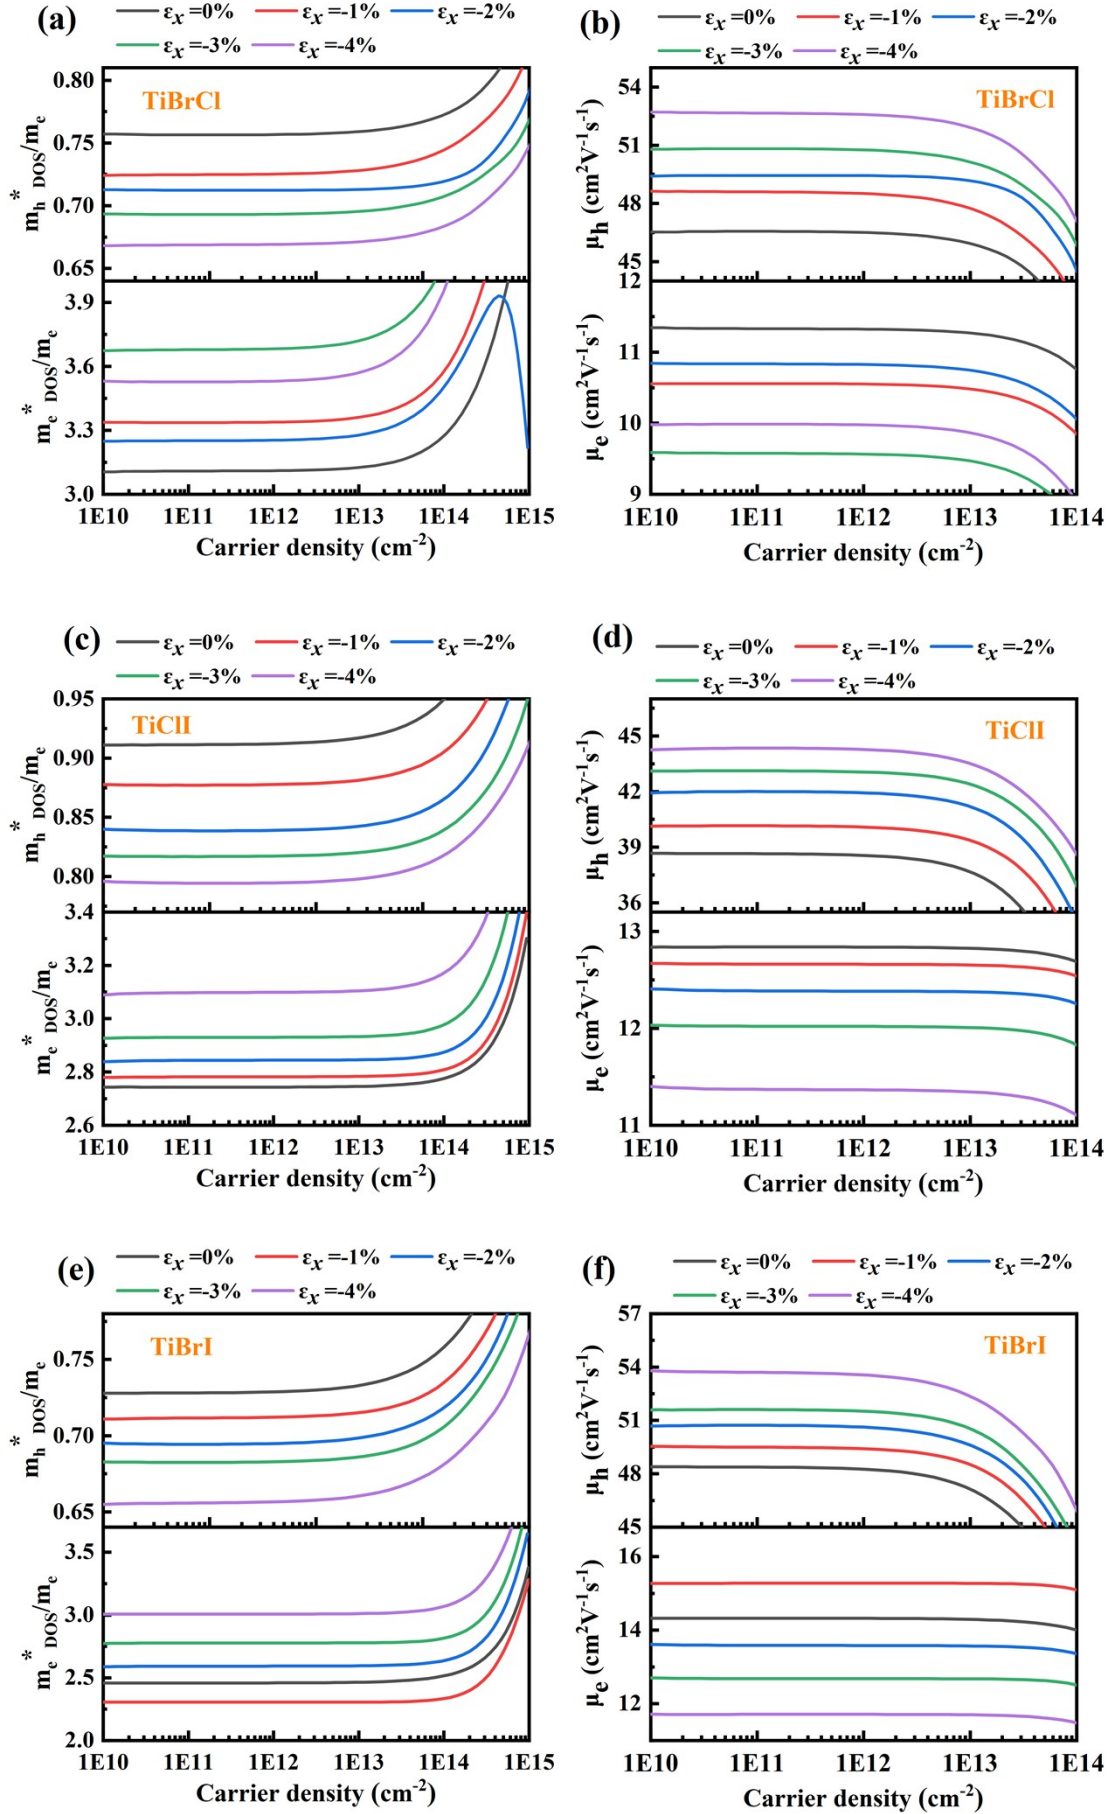 (a)
εx =0% εx =-1% εx =-2%
εx =-3% εx =-4%
TiBrCl
mh* DOS/me
0.80
0.75
0.70
0.65
me* DOS/me
3.9
3.6
3.3
3.0
1E10 1E11 1E12 1E13 1E14 1E15
Carrier density (cm-2)
(b)
εx =0% εx =-1% εx =-2%
εx =-3% εx =-4%
TiBrCl
μh (cm2V-1s-1)
54
51
48
45
12
μe (cm2V-1s-1)
11
10
9
1E10 1E11 1E12 1E13 1E14
Carrier density (cm-2)
(c)
εx =0% εx =-1% εx =-2%
εx =-3% εx =-4%
TiClI
mh* DOS/me
0.95
0.90
0.85
0.80
3.4
me* DOS/me
3.2
3.0
2.8
2.6
1E10 1E11 1E12 1E13 1E14 1E15
Carrier density (cm-2)
(d)
εx =0% εx =-1% εx =-2%
εx =-3% εx =-4%
TiClI
μh (cm2V-1s-1)
45
42
39
36
μe (cm2V-1s-1)
13
12
11
1E10 1E11 1E12 1E13 1E14
Carrier density (cm-2)
(e)
εx =0% εx =-1% εx =-2%
εx =-3% εx =-4%
TiBrI
mh* DOS/me
0.75
0.70
0.65
me* DOS/me
3.5
3.0
2.5
2.0
1E10 1E11 1E12 1E13 1E14 1E15
Carrier density (cm-2)
(f)
εx =0% εx =-1% εx =-2%
εx =-3% εx =-4%
TiBrI
μh (cm2V-1s-1)
57
54
51
48
45
μe (cm2V-1s-1)
16
14
12
1E10 1E11 1E12 1E13 1E14
Carrier density (cm-2)